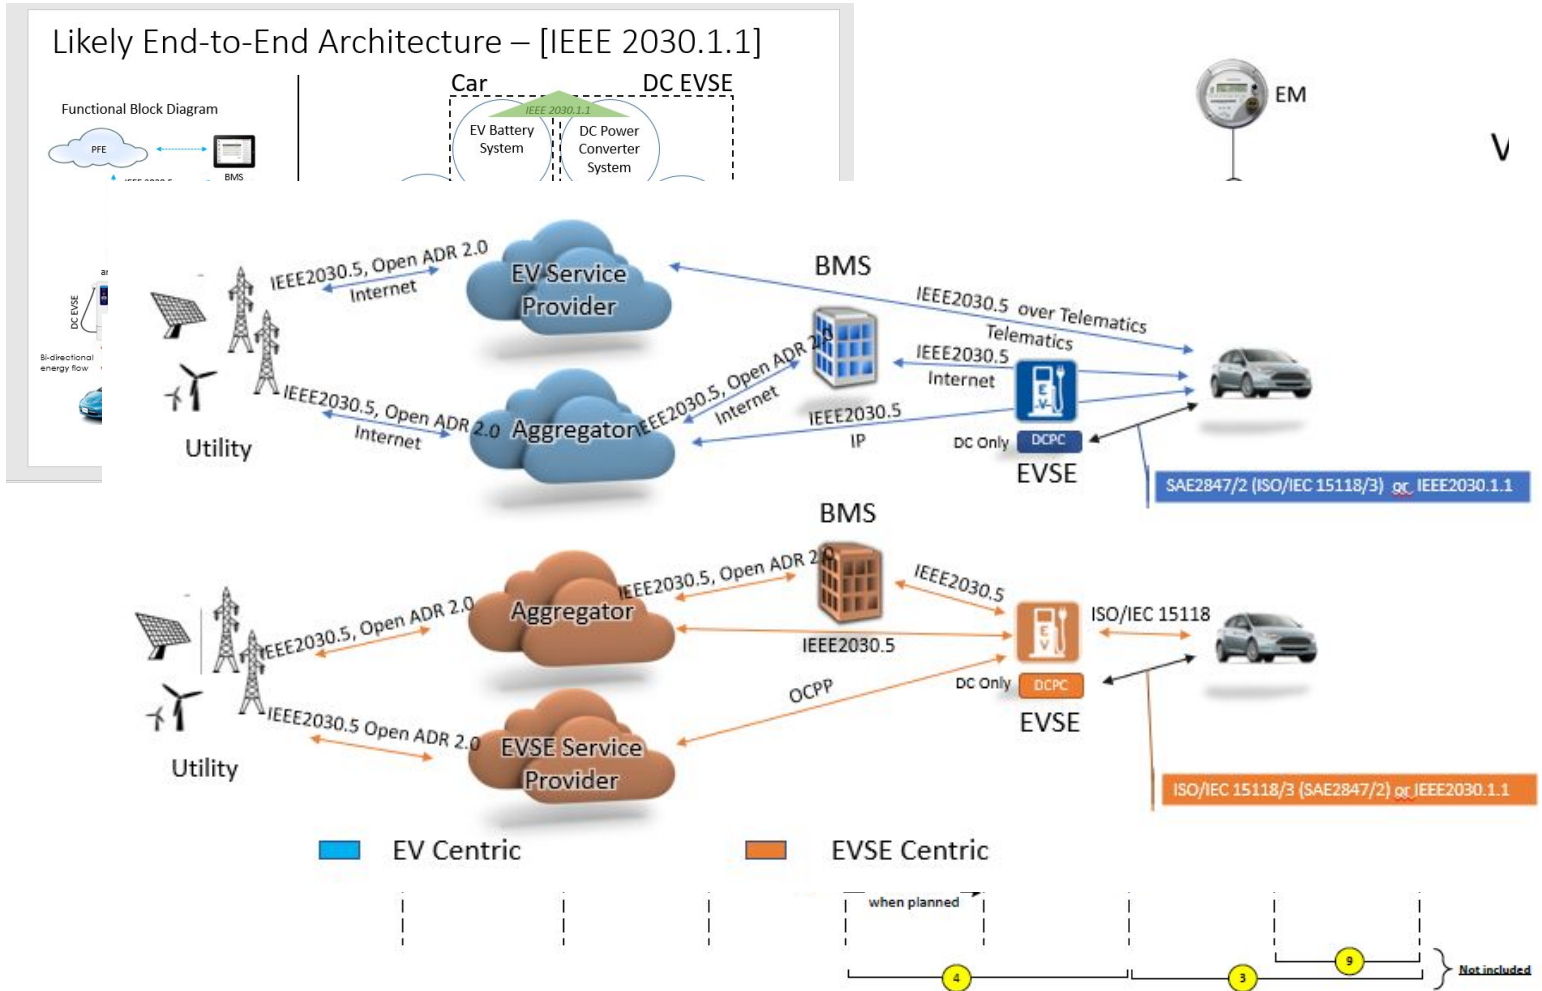 Likely End-to-End Architecture – [IEEE 2030.1.1]
Car
DC EVSE
Functional Block Diagram
IEEE 2030.1.1
EV Battery
System
DC Power
Converter
System
PFE
BMS
EM
DC EVSE
Bi-directional
energy flow
IEEE2030.5, Open ADR 2.0
Internet
EV Service
Provider
BMS
IEEE2030.5 over Telematics
Telematics
IEEE2030.5
Internet
IEEE2030.5, Open ADR 2.0
Internet
IEEE2030.5, Open ADR 2.0
Internet
Aggregator
IEEE2030.5
IP
DC Only
DCPC
EV
EVSE
Utility
SAE2847/2 (ISO/IEC 15118/3) or IEEE2030.1.1
BMS
IEEE2030.5, Open ADR 2.0
Aggregator
IEEE2030.5, Open ADR 2.0
IEEE2030.5
ISO/IEC 15118
IEEE2030.5
EV
OCPP
DC Only
DCPC
EVSE
IEEE2030.5 Open ADR 2.0
EVSE Service
Provider
Utility
ISO/IEC 15118/3 (SAE2847/2) or IEEE2030.1.1
EV Centric
EVSE Centric
when planned
9
4
3
Not included